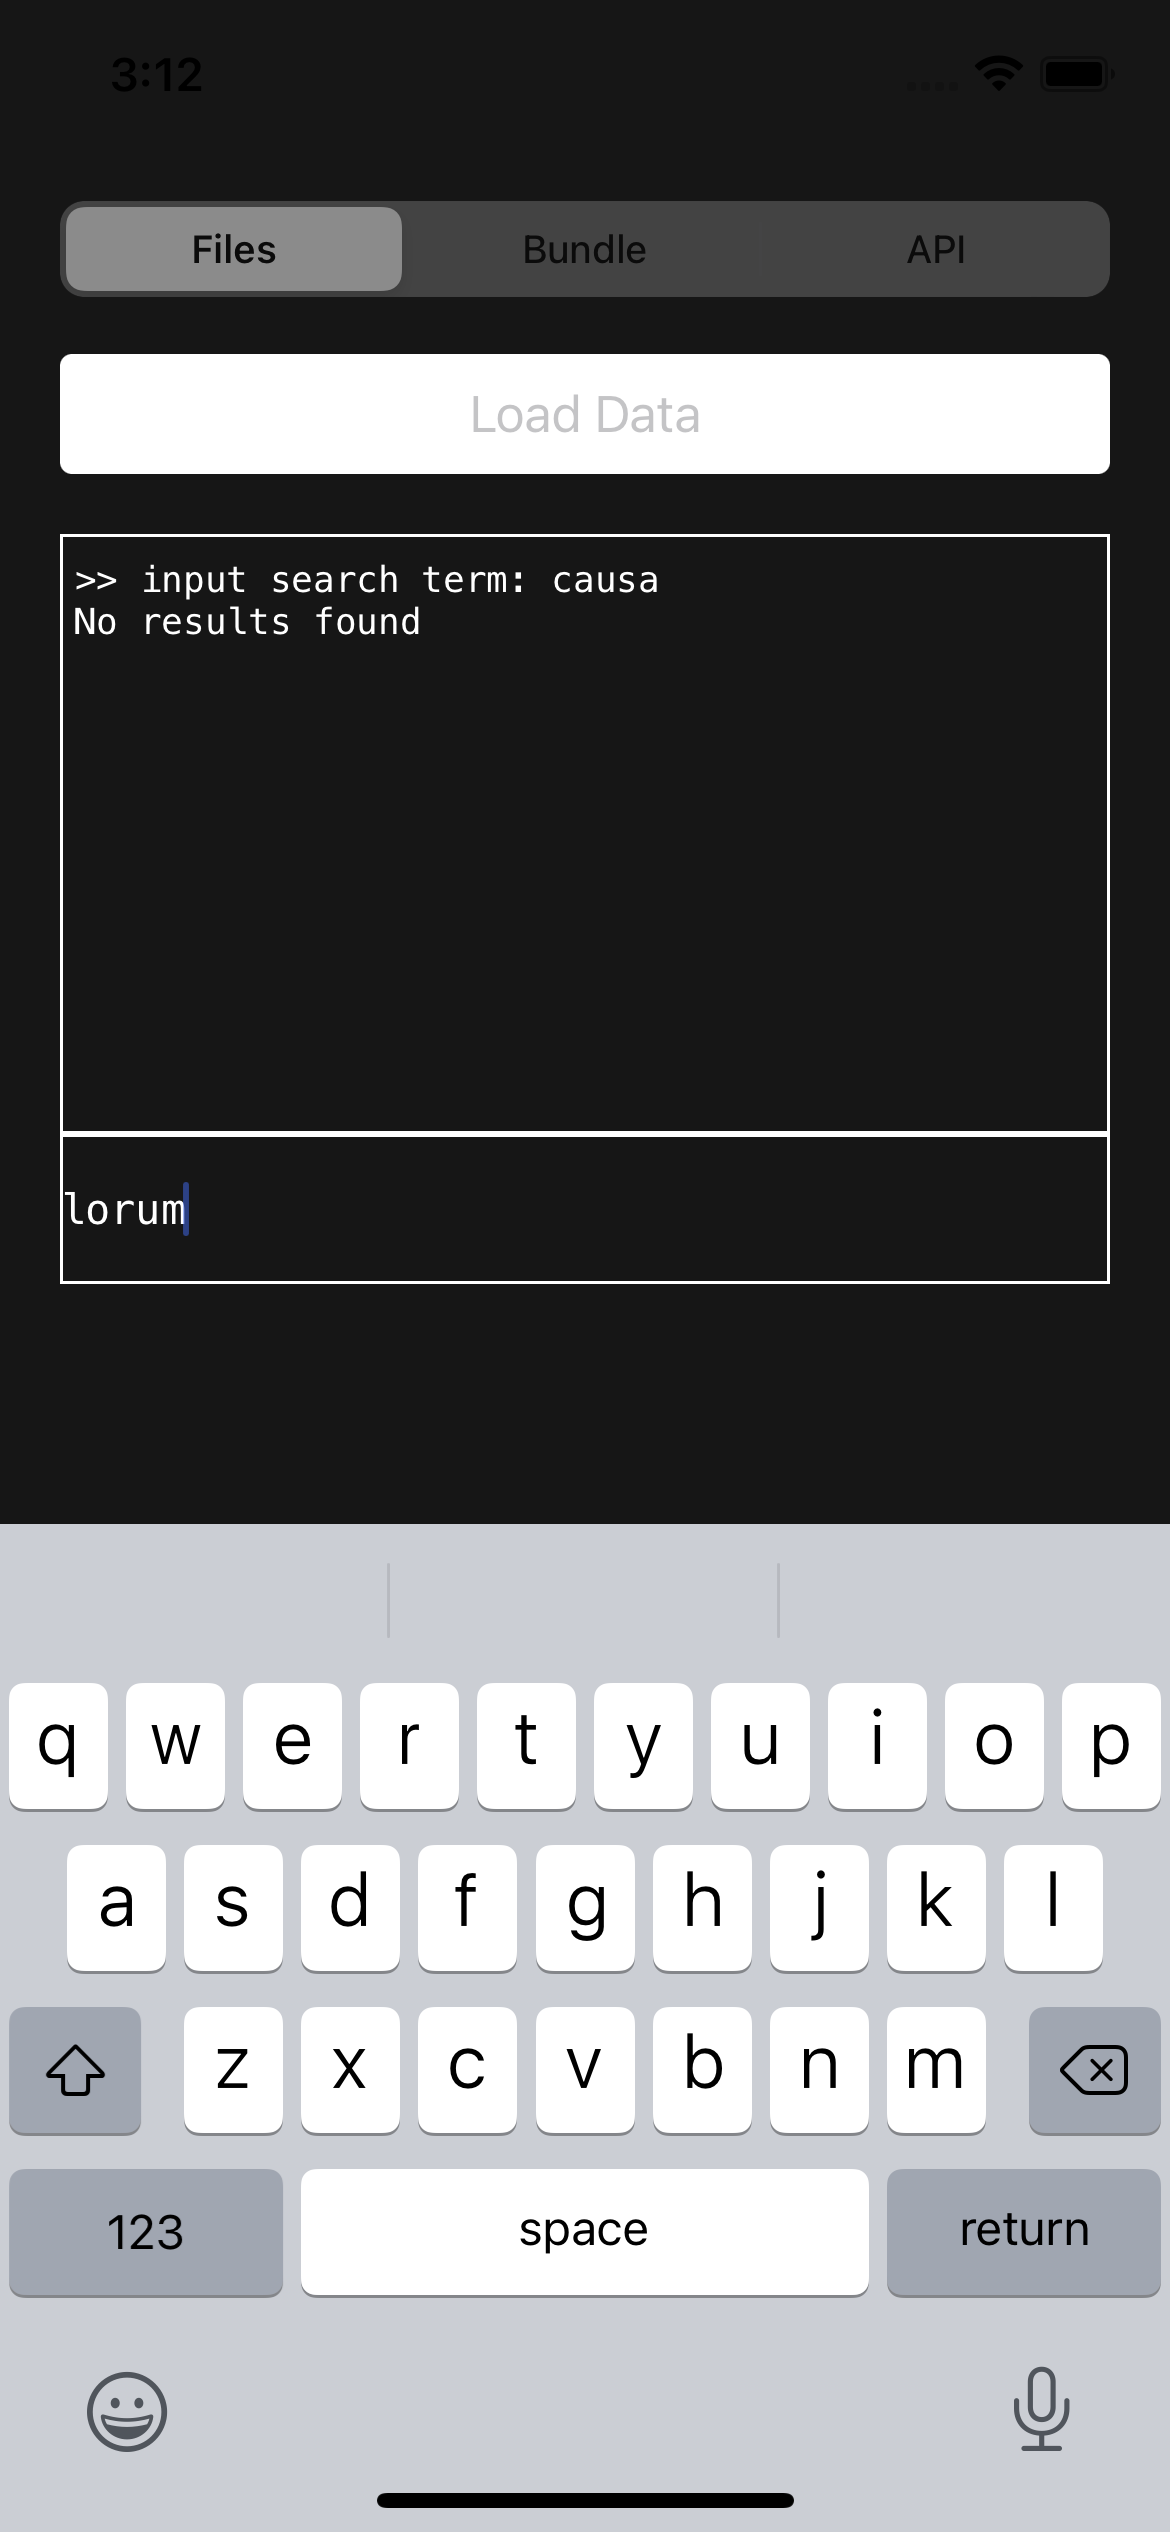 3:12
Files Bundle API
Load Data
>> input search term: causa
No results found
lorum
q w e r t y u i o p
a s d f g h j k l
z x c v b n m
123 space return